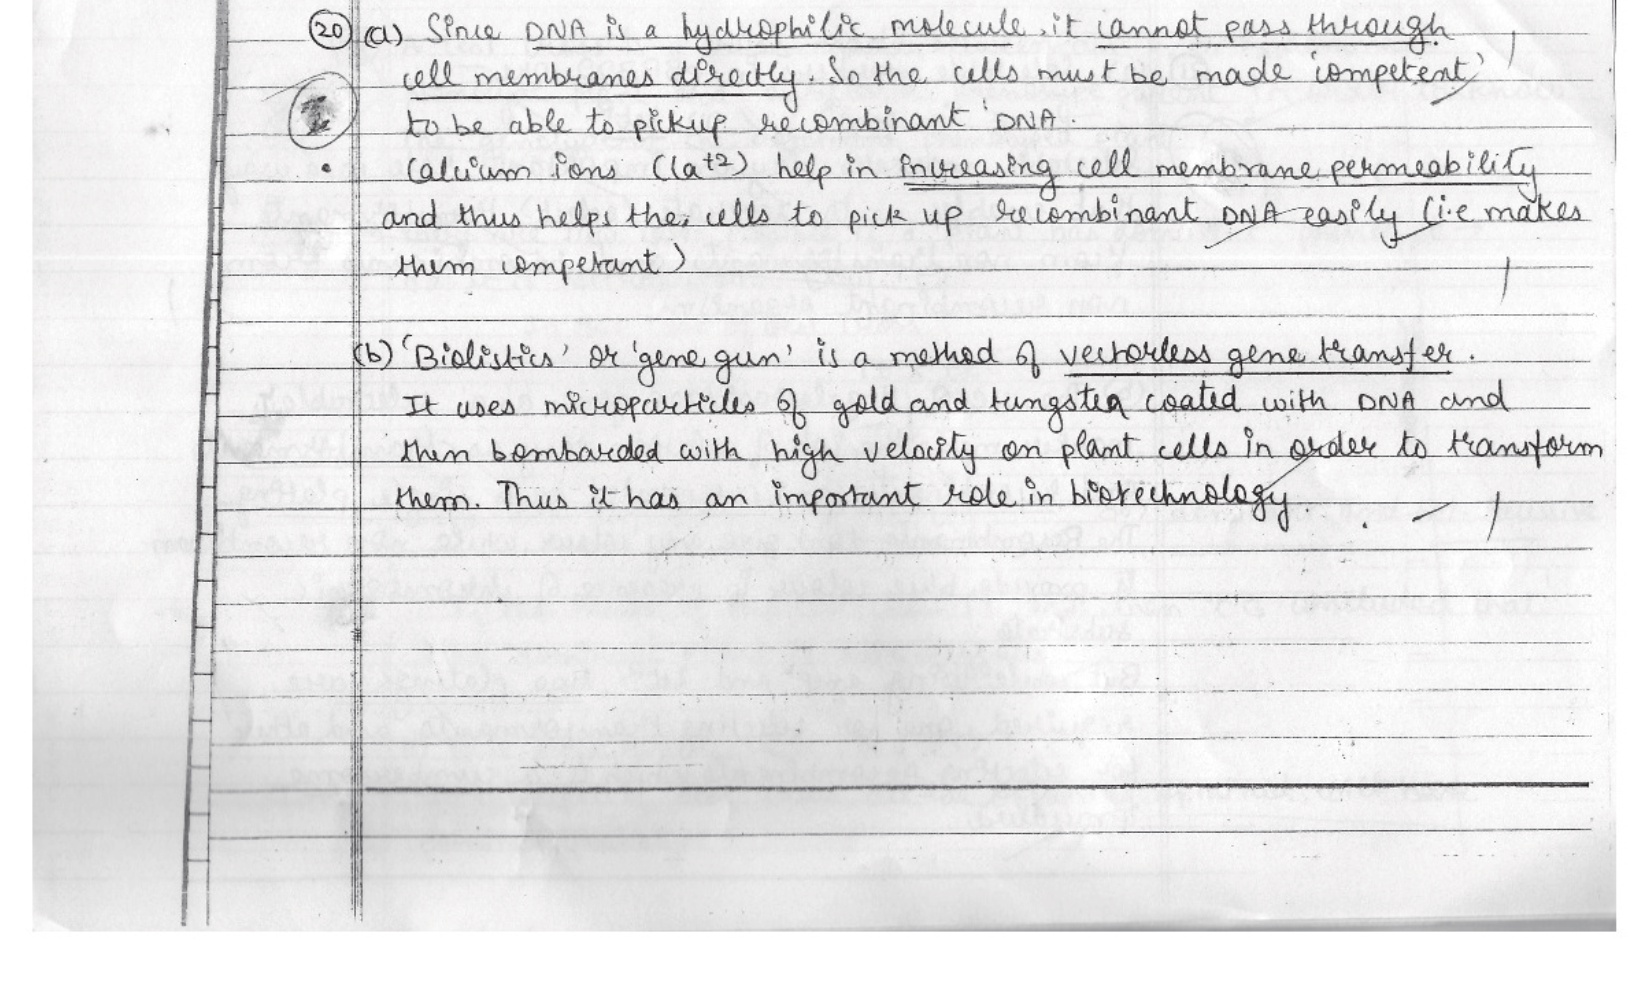 20 (a) Since DNA is a hydrophilic molecule, it cannot pass through
cell membranes directly. So the cells must be made 'competent'
to be able to pickup recombinant DNA.
• Calcium ions (Ca+2) help in increasing cell membrane permeability
and thus helps the cells to pick up recombinant DNA easily (i.e makes
them competant)
(b) 'Biolistics' or 'gene gun' is a method of vectorless gene transfer.
It uses microparticles of gold and tungsten coated with DNA and
then bombarded with high velocity on plant cells in order to transform
them. Thus it has an important role in biotechnology